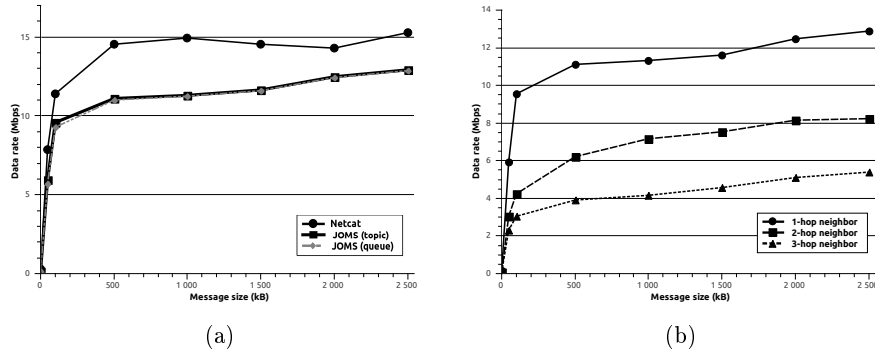 15
10
5
0
Data rate (Mbps)
Netcat
JOMS (topic)
JOMS (queue)
0
500
1 000
1 500
2 000
2 500
Message size (kB)
(a)
14
12
10
8
6
4
2
0
Data rate (Mbps)
1-hop neighbor
2-hop neighbor
3-hop neighbor
0
500
1 000
1 500
2 000
2 500
Message size (kB)
(b)